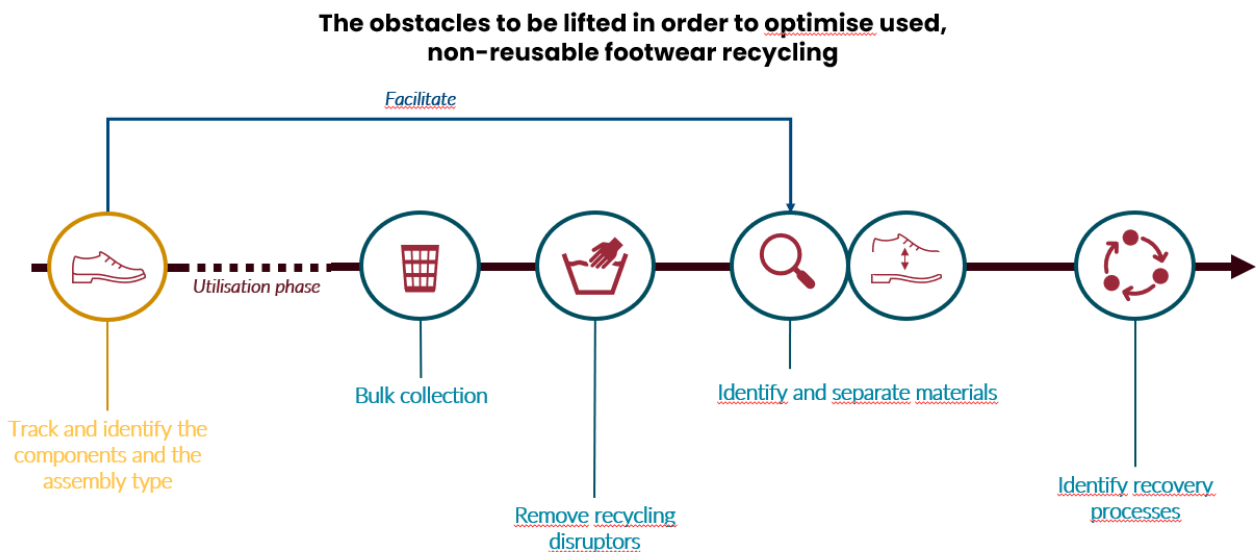 The obstacles to be lifted in order to optimise used,
non-reusable footwear recycling
Facilitate
Utilisation phase
Bulk collection
Identify and separate materials
Track and identify the
components and the
assembly type
Remove recycling
disruptors
Identify recovery
processes